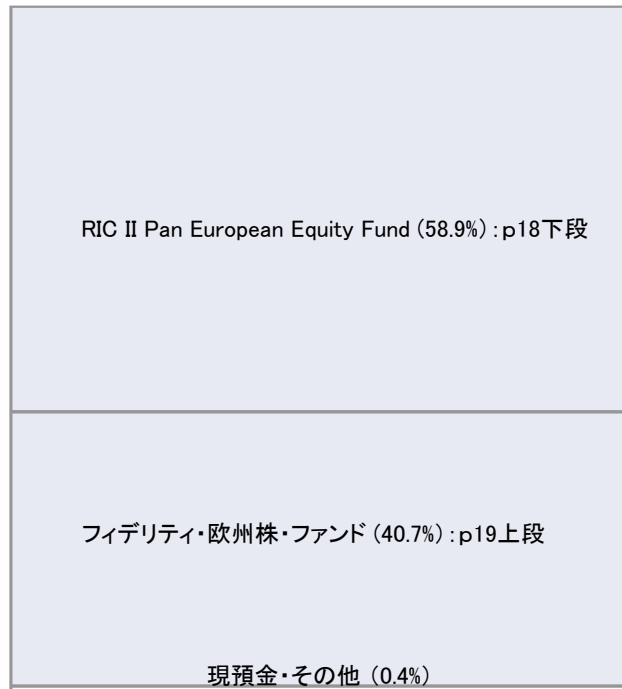 RIC II Pan European Equity Fund (58.9%) : p18下段
フィデリティ・欧州株・ファンド (40.7%) : p19上段
現預金・その他 (0.4%)